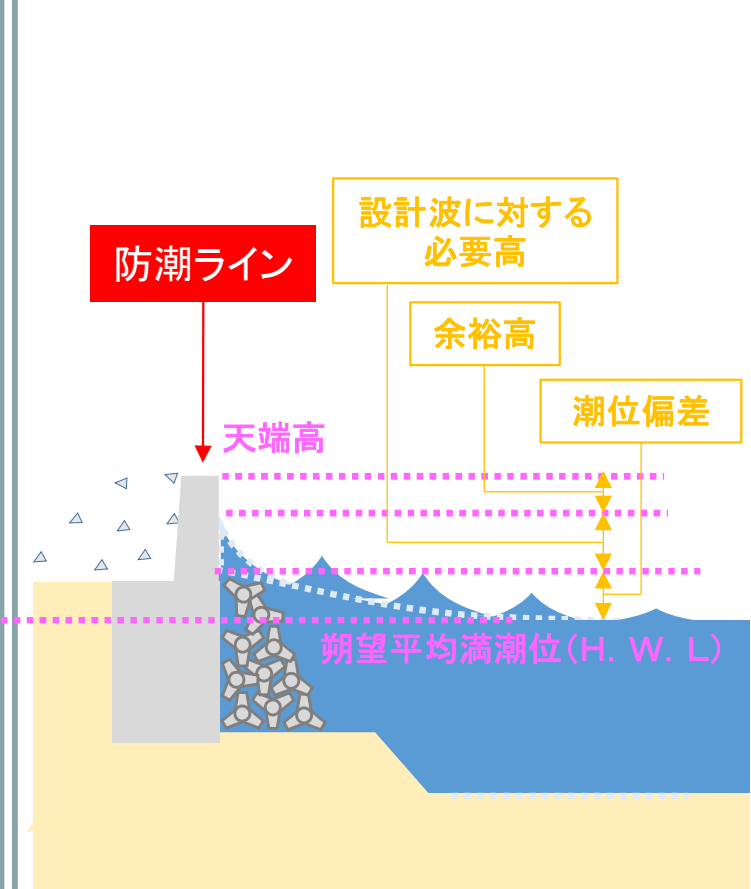 設計波に対する
必要高
防潮ライン
余裕高
潮位偏差
天端高
朔望平均満潮位(H. W. L)